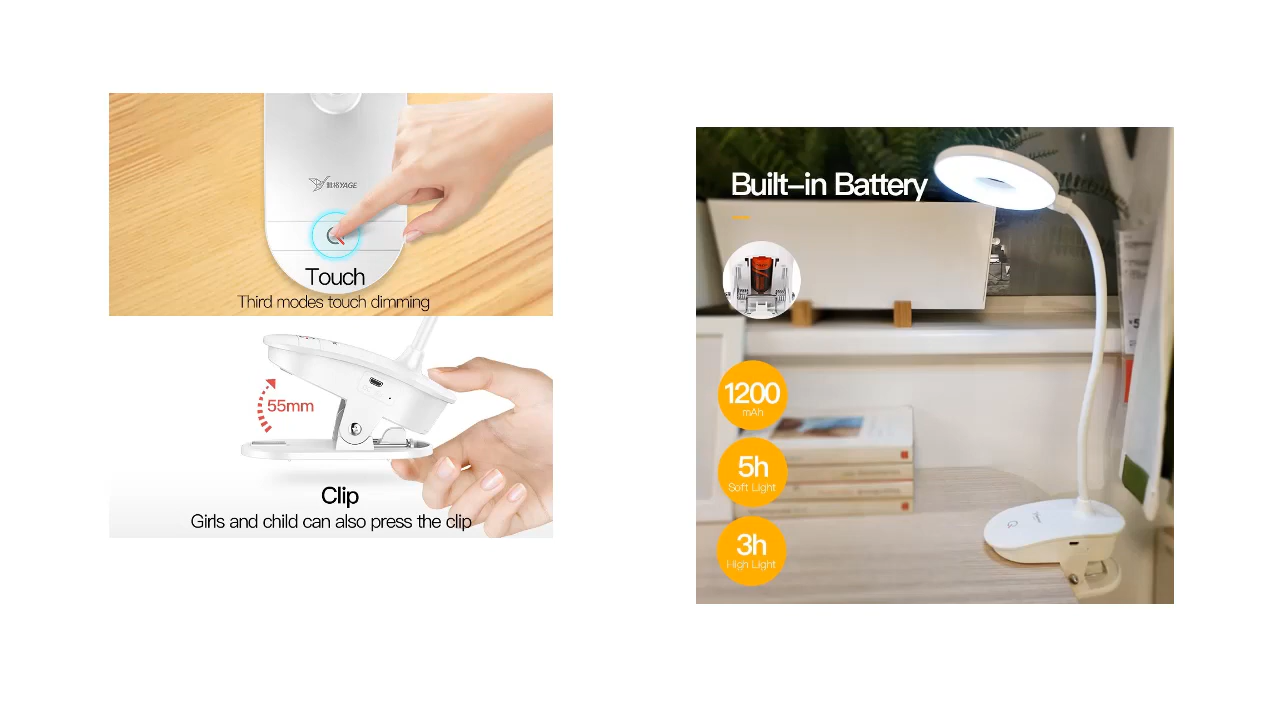 YAGE
Touch
Third modes touch dimming
55mm
Clip
Girls and child can also press the clip
Built-in Battery
1200
mAh
5h
Soft Light
3h
High Light